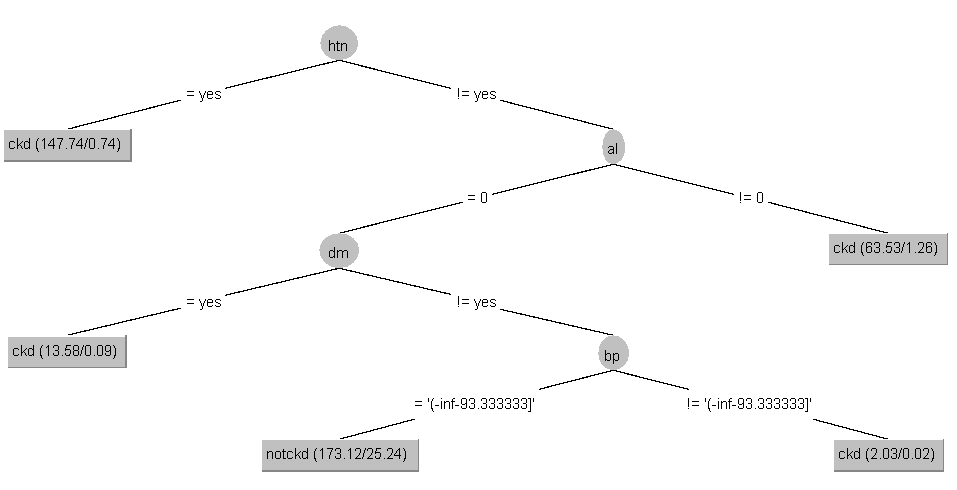 htn
= yes
!= yes
ckd (147.74/0.74)
al
= 0
!= 0
dm
ckd (63.53/1.26)
= yes
!= yes
ckd (13.58/0.09)
bp
= '(-inf-93.333333]'
!= '(-inf-93.333333]'
notckd (173.12/25.24)
ckd (2.03/0.02)